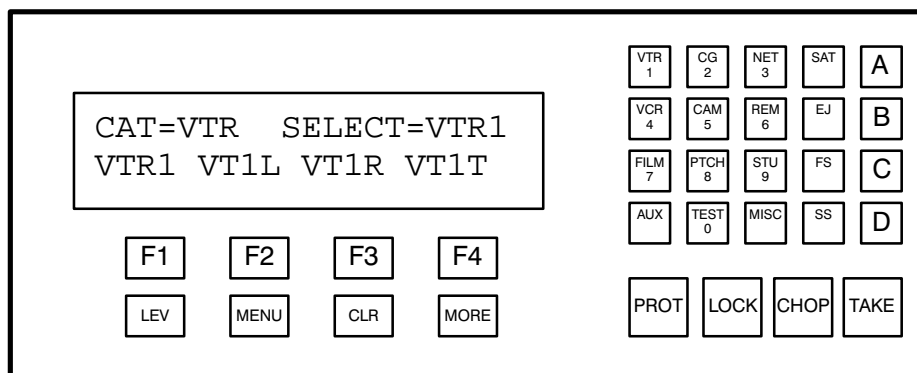 CAT=VTR SELECT=VTR1
VTR1 VT1L VT1R VT1T
F1 F2 F3 F4
LEV MENU CLR MORE
VTR 1
CG 2
NET 3
SAT
A
VCR 4
CAM 5
REM 6
EJ
B
FILM 7
PTCH 8
STU 9
FS
C
AUX
TEST 0
MISC
SS
D
PROT LOCK CHOP TAKE